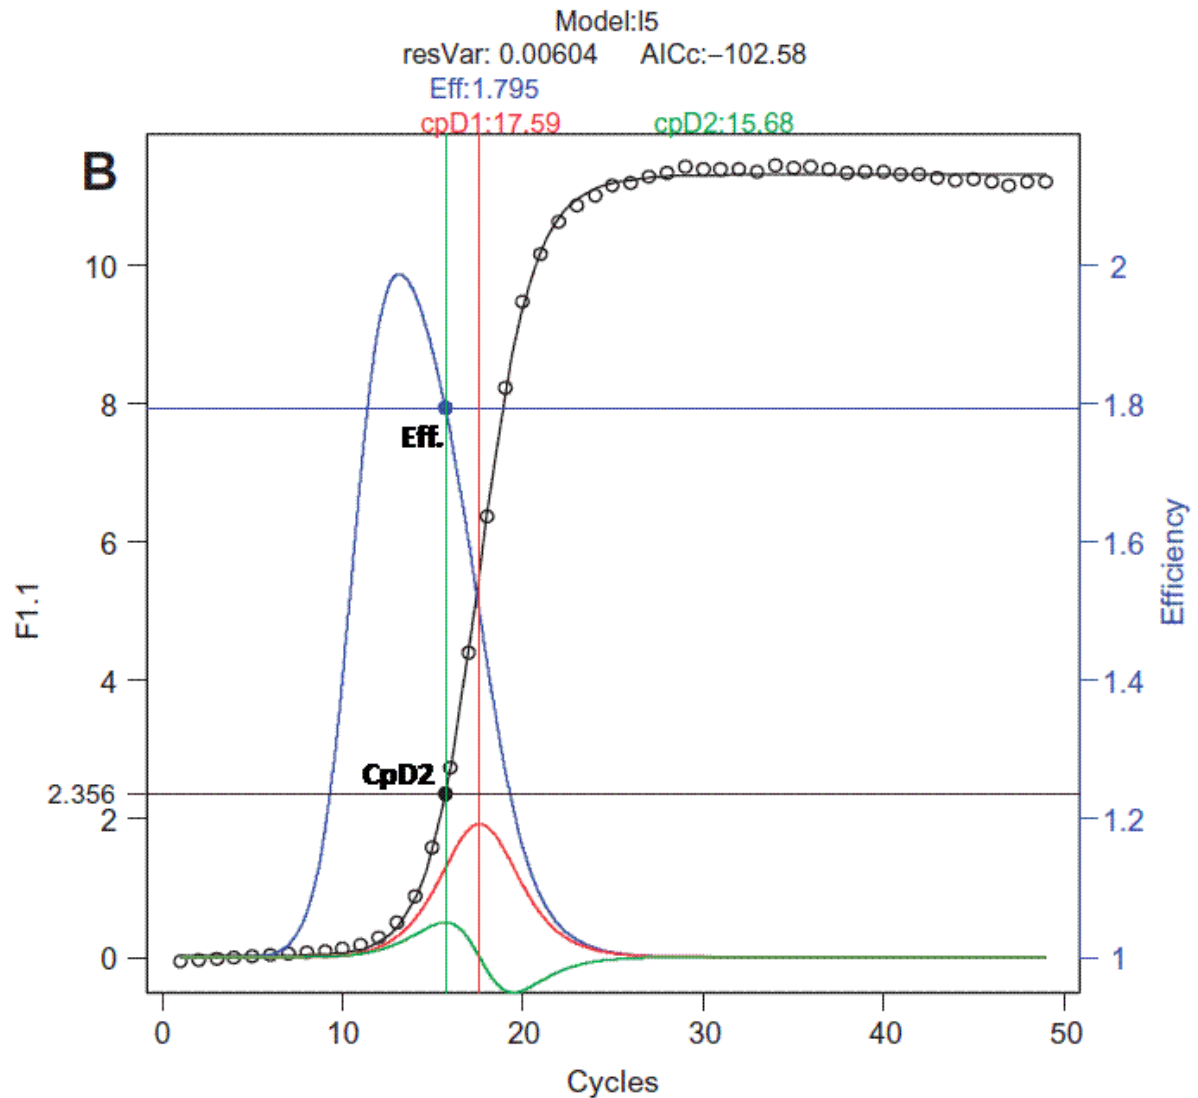 Model:l5
resVar: 0.00604 AICc:−102.58
Eff:1.795
cpD1:17.59 cpD2:15.68
B
10
8
6
4
2.356
2
0
F1.1
Eff.
CpD2
2
1.8
1.6
1.4
1.2
1
Efficiency
0 10 20 30 40 50
Cycles